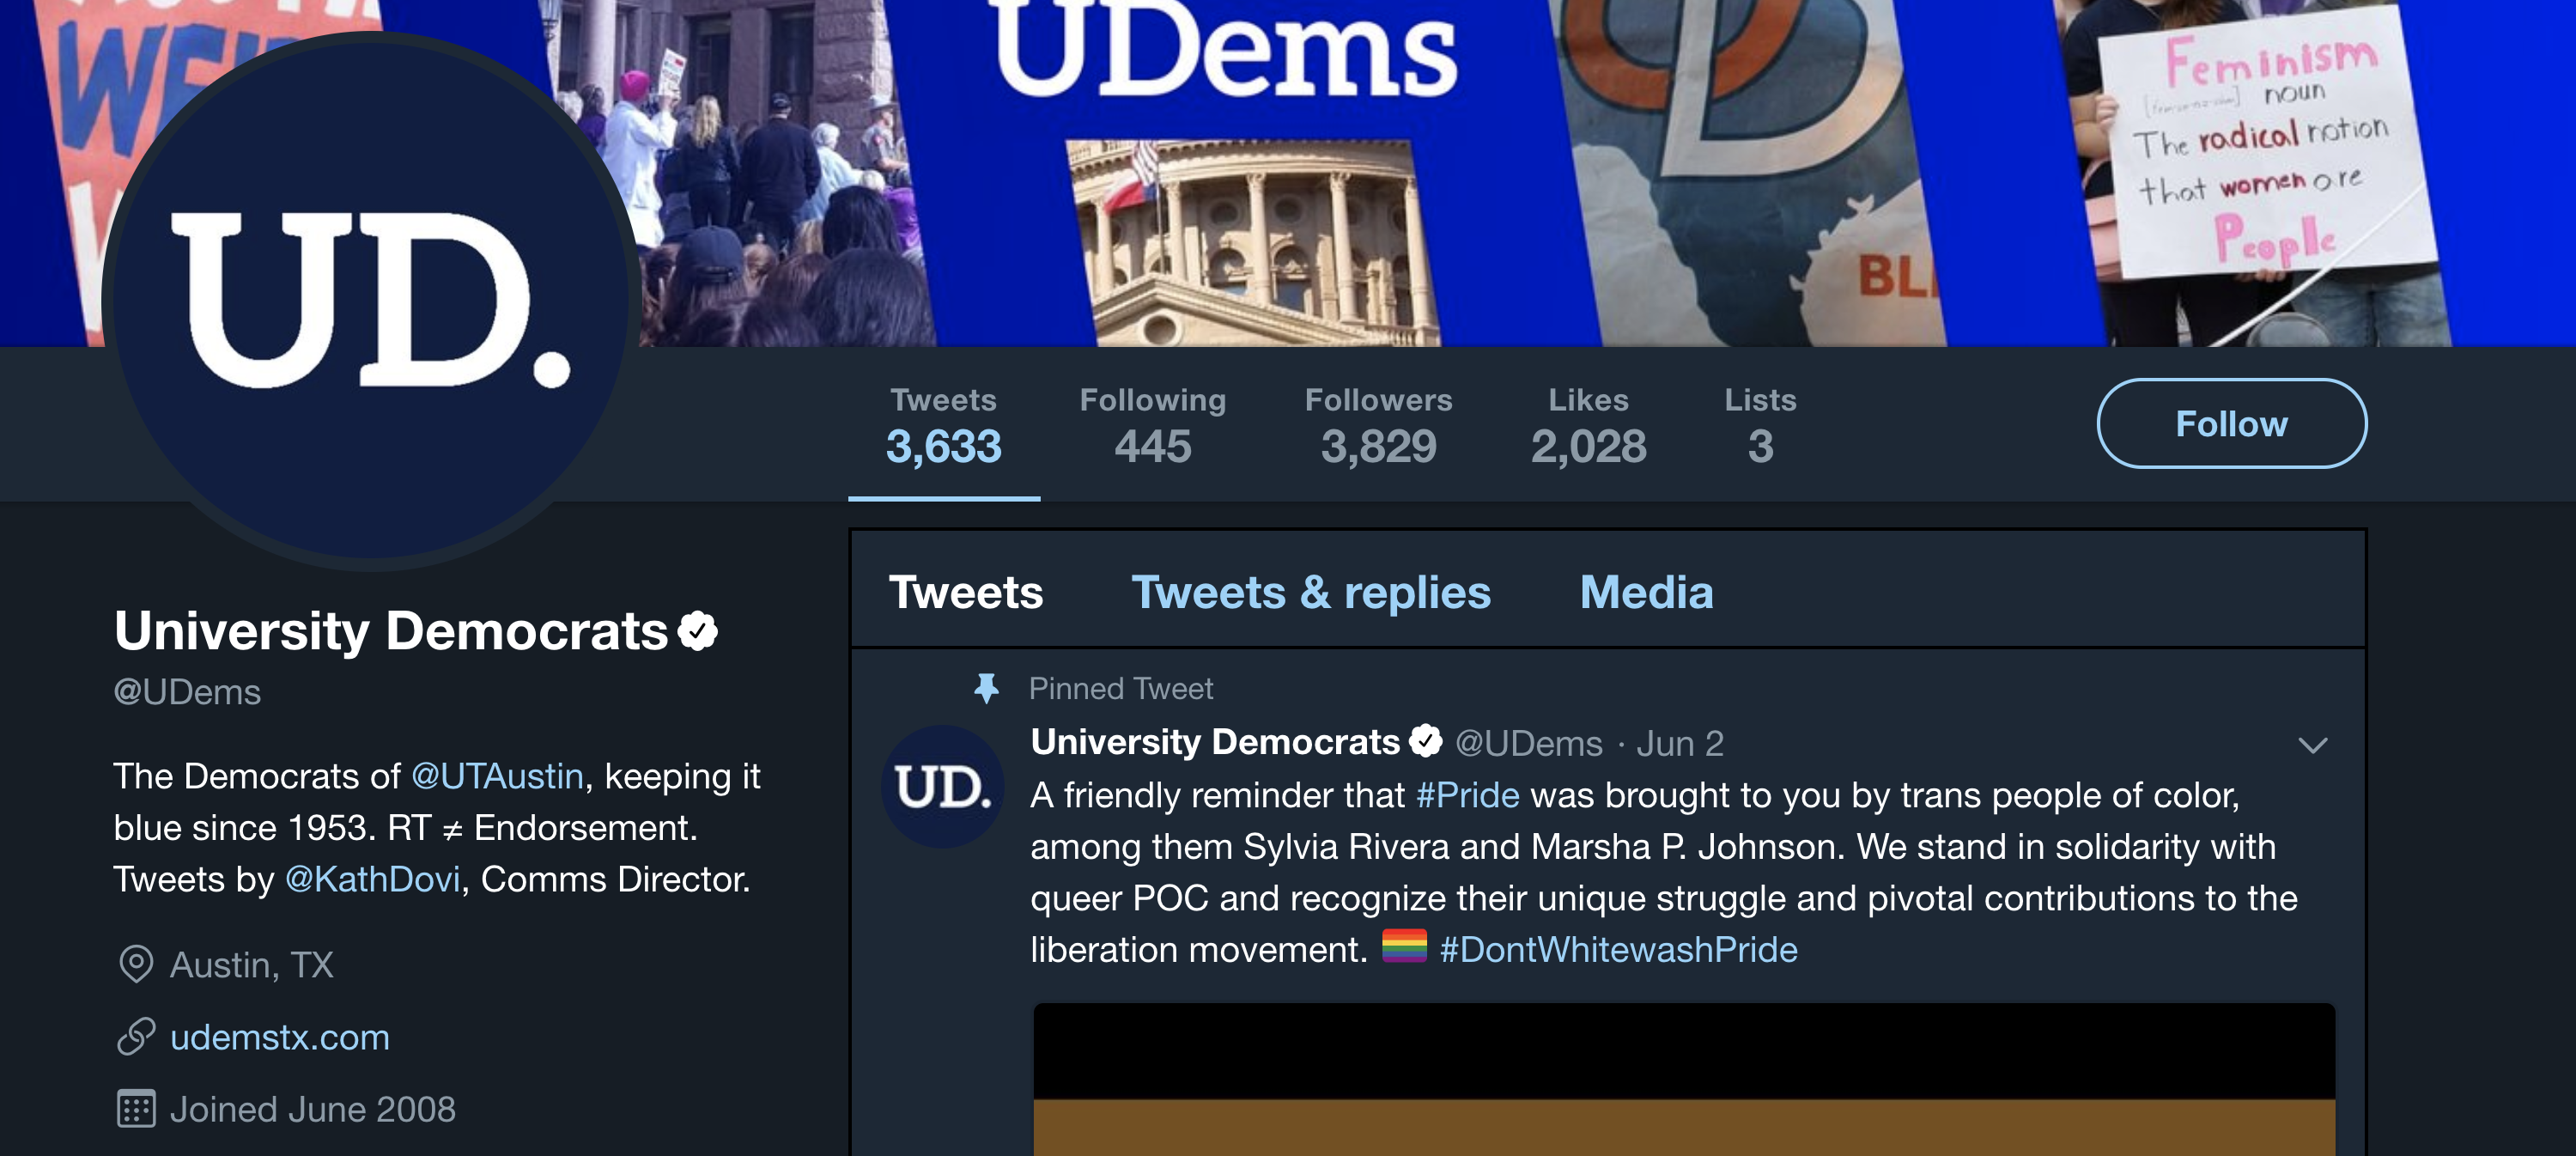 WE
UDems
Feminism
noun
The radical notion
that women are
People
BL
UD.
Tweets
3,633
Following
445
Followers
3,829
Likes
2,028
Lists
3
Follow
University Democrats
@UDems
The Democrats of @UTAustin, keeping it
blue since 1953. RT ≠ Endorsement.
Tweets by @KathDovi, Comms Director.
Austin, TX
udemstx.com
Joined June 2008
Tweets Tweets & replies Media
Pinned Tweet
University Democrats @UDems · Jun 2
UD.
A friendly reminder that #Pride was brought to you by trans people of color,
among them Sylvia Rivera and Marsha P. Johnson. We stand in solidarity with
queer POC and recognize their unique struggle and pivotal contributions to the
liberation movement. 🏳️‍🌈 #DontWhitewashPride